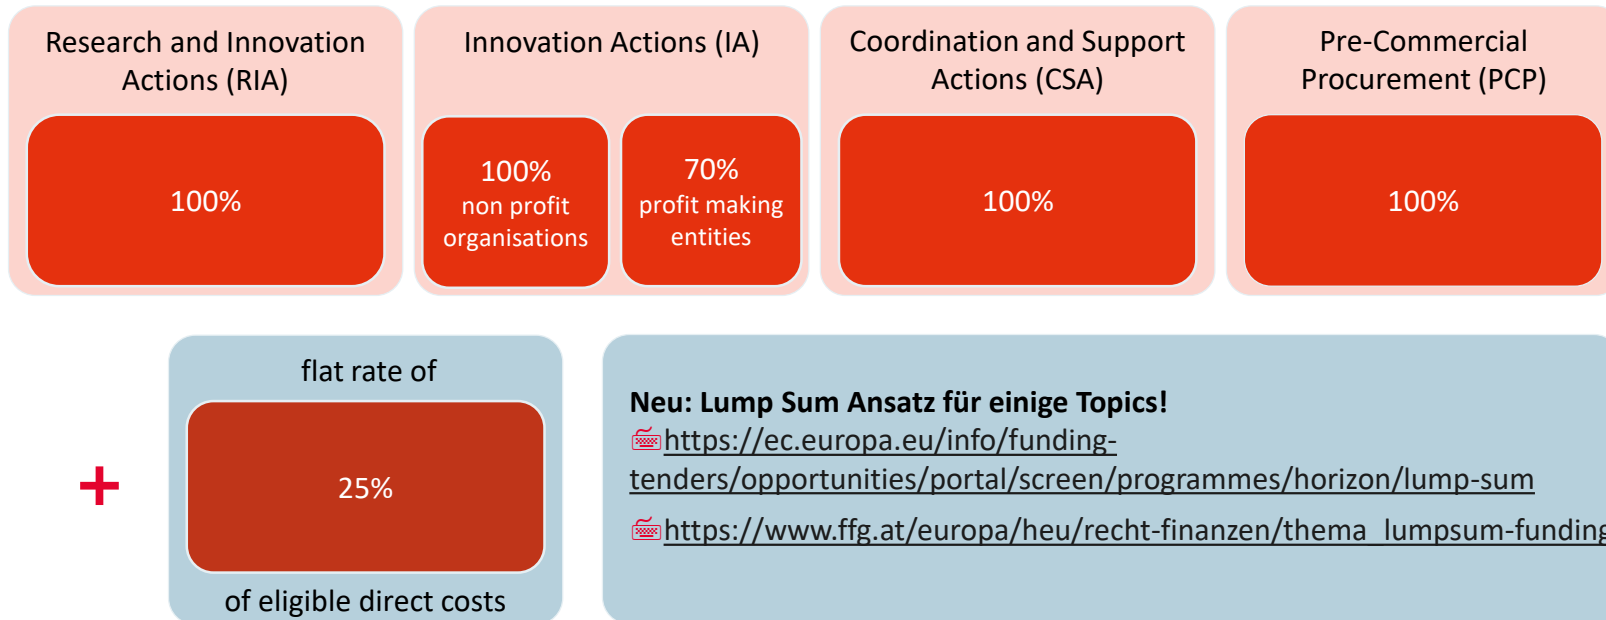 Research and Innovation
Actions (RIA)
100%
Innovation Actions (IA)
100%
non profit
organisations
70%
profit making
entities
Coordination and Support
Actions (CSA)
100%
Pre-Commercial
Procurement (PCP)
100%
+
flat rate of
25%
of eligible direct costs
Neu: Lump Sum Ansatz für einige Topics!
https://ec.europa.eu/info/funding-
tenders/opportunities/portal/screen/programmes/horizon/lump-sum
https://www.ffg.at/europa/heu/recht-finanzen/thema_lumpsum-funding